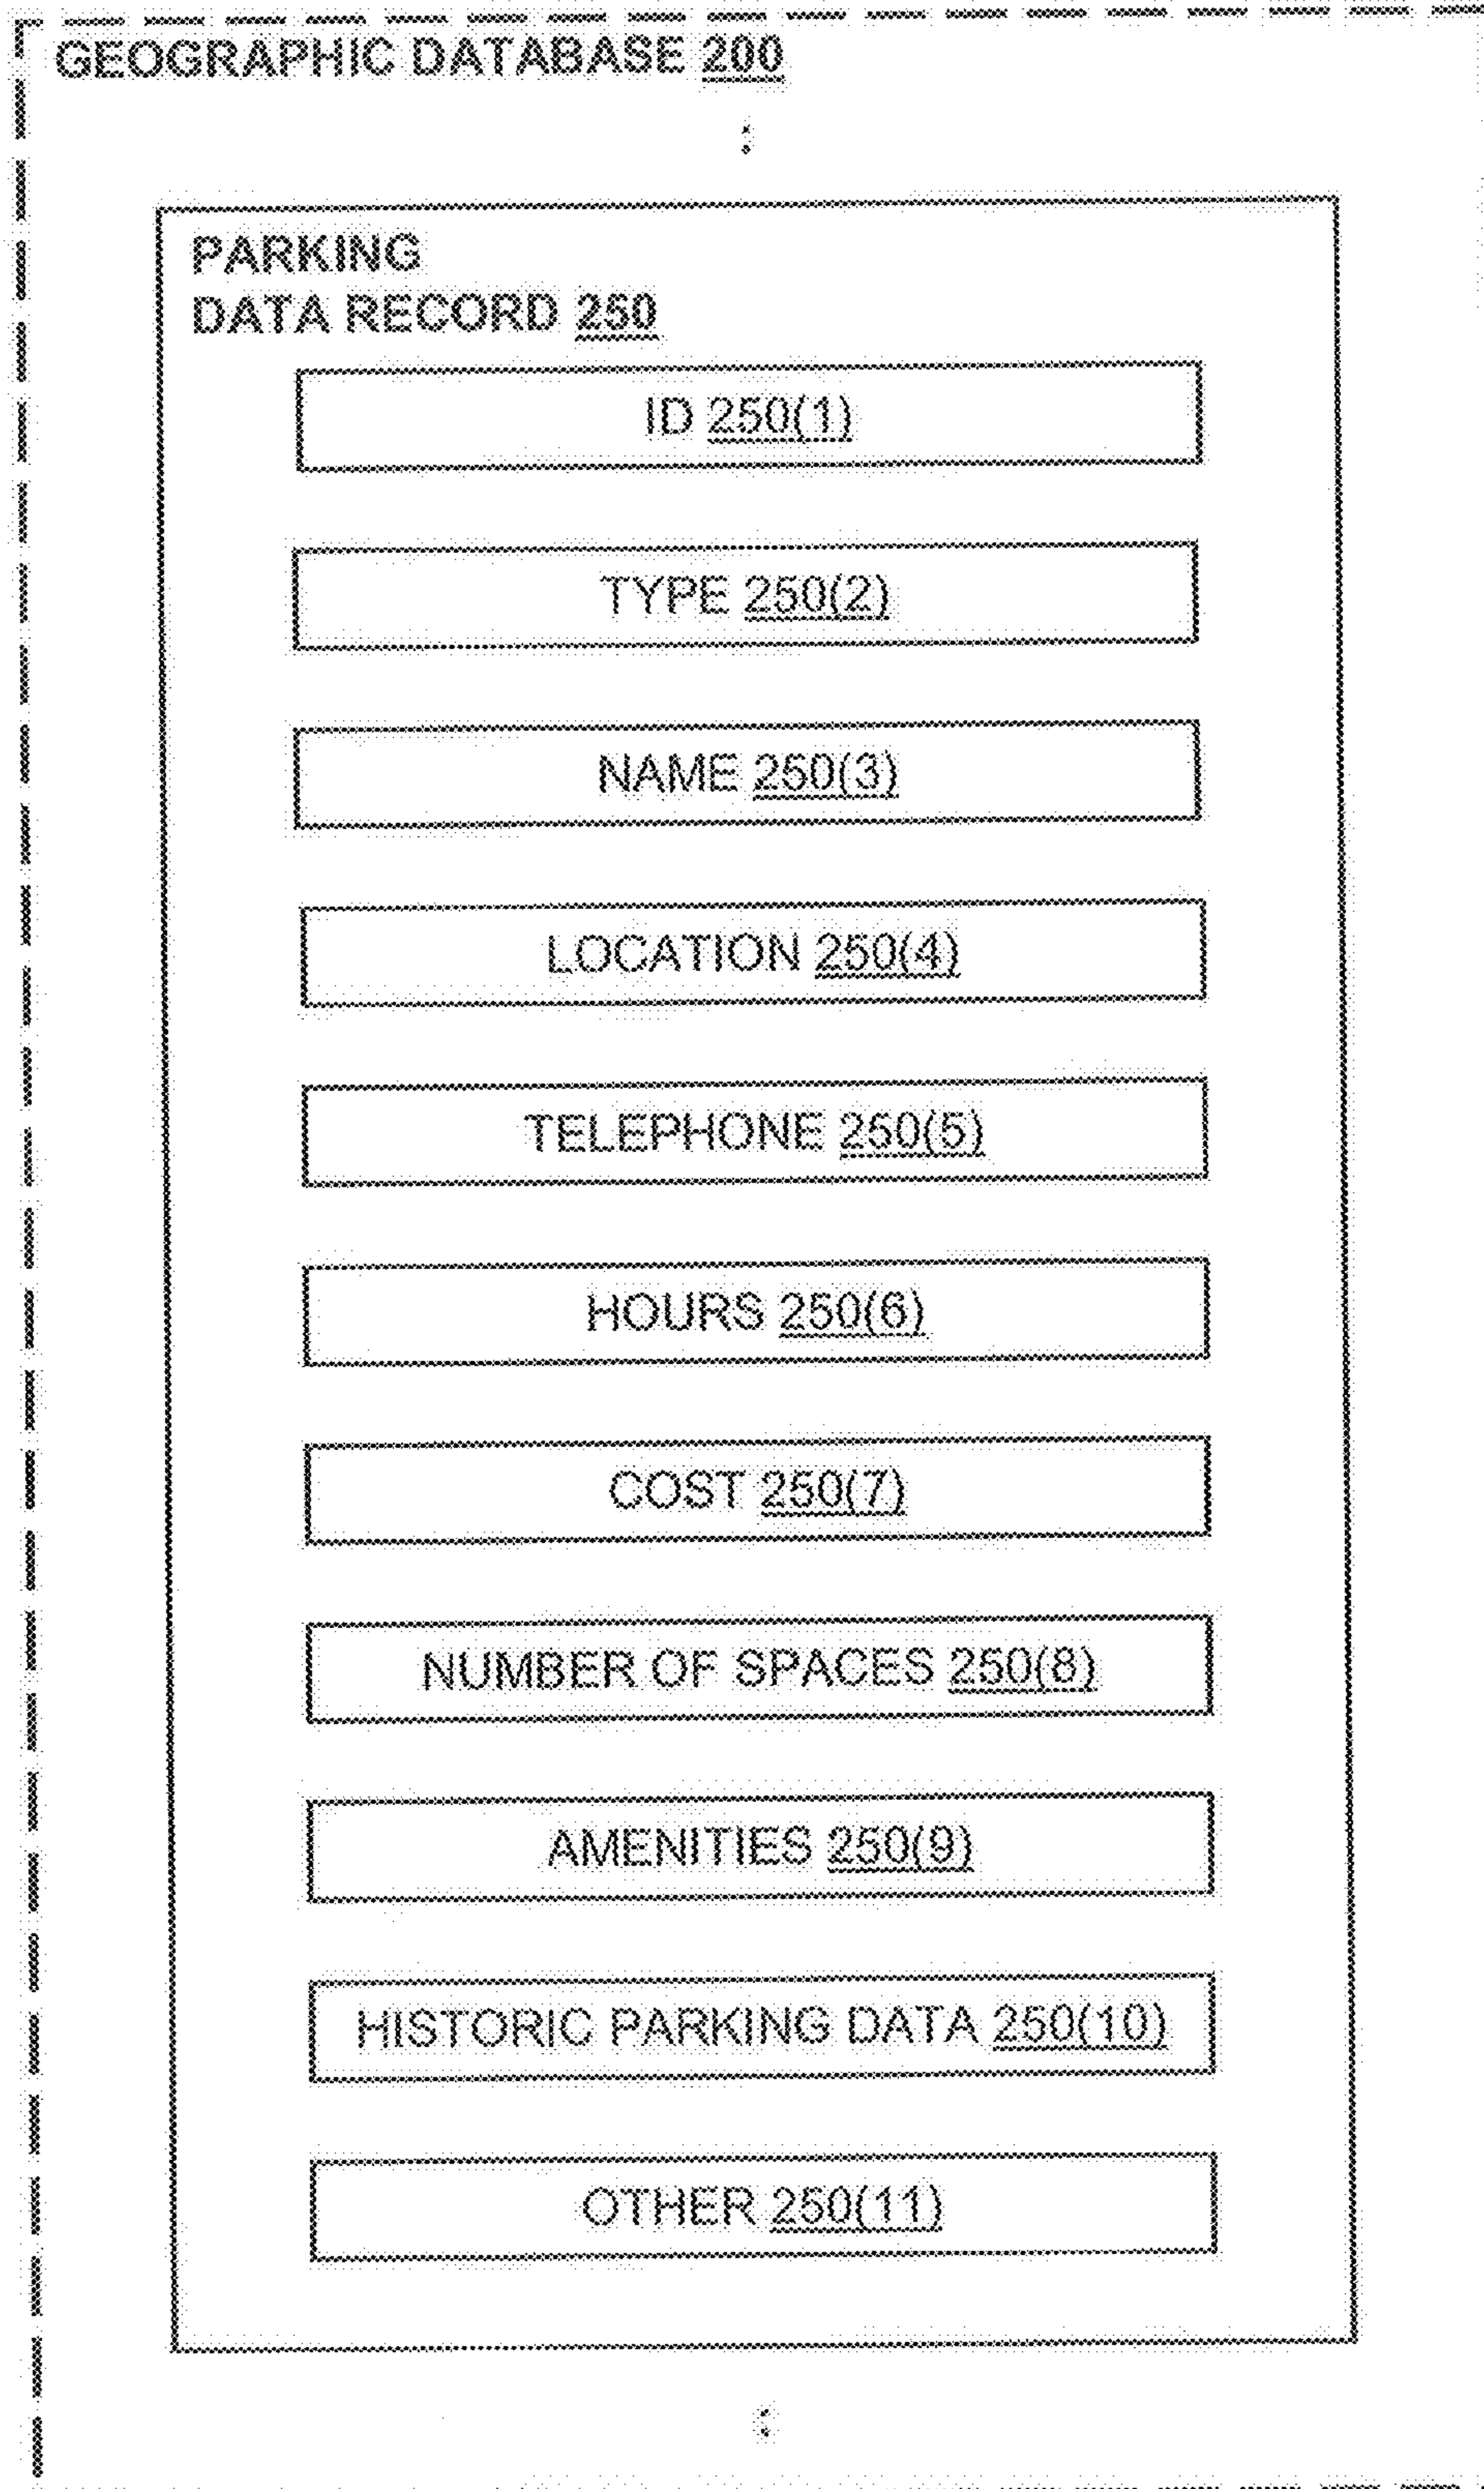 GEOGRAPHIC DATABASE 200
PARKING
DATA RECORD 250
ID 250(1)
TYPE 250(2)
NAME 250(3)
LOCATION 250(4)
TELEPHONE 250(5)
HOURS 250(6)
COST 250(7)
NUMBER OF SPACES 250(8)
AMENITIES 250(9)
HISTORIC PARKING DATA 250(10)
OTHER 250(11)